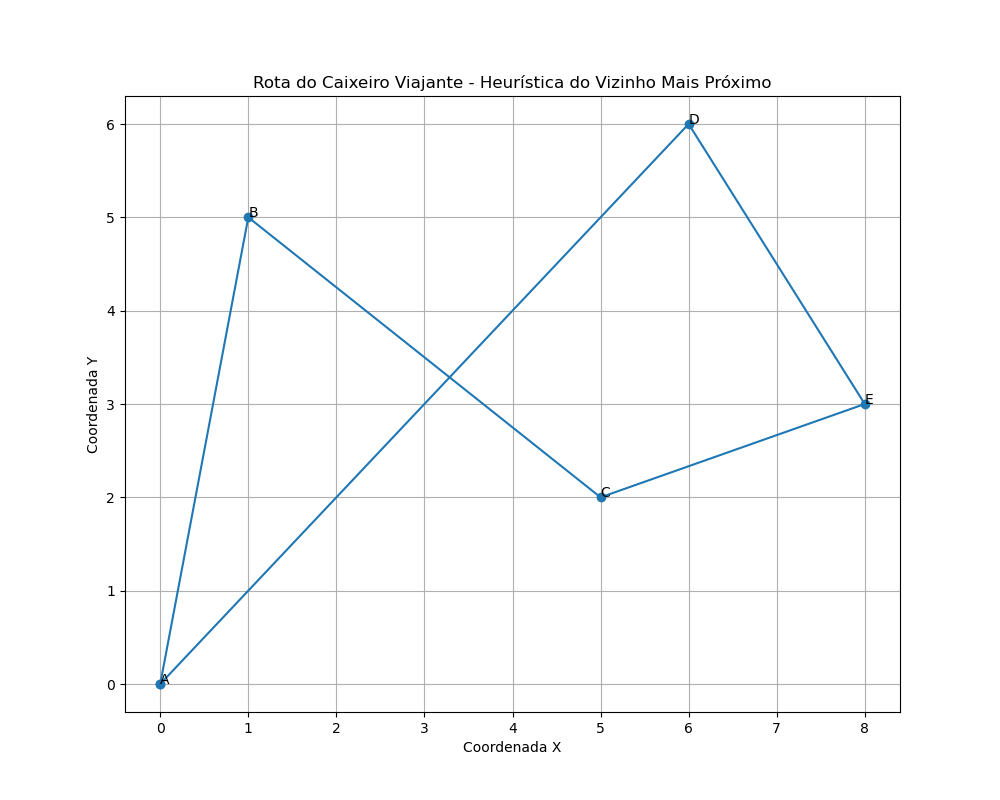 Rota do Caixeiro Viajante - Heurística do Vizinho Mais Próximo
6
5
4
3
2
1
0
Coordenada Y
D
B
E
C
A
0 1 2 3 4 5 6 7 8
Coordenada X